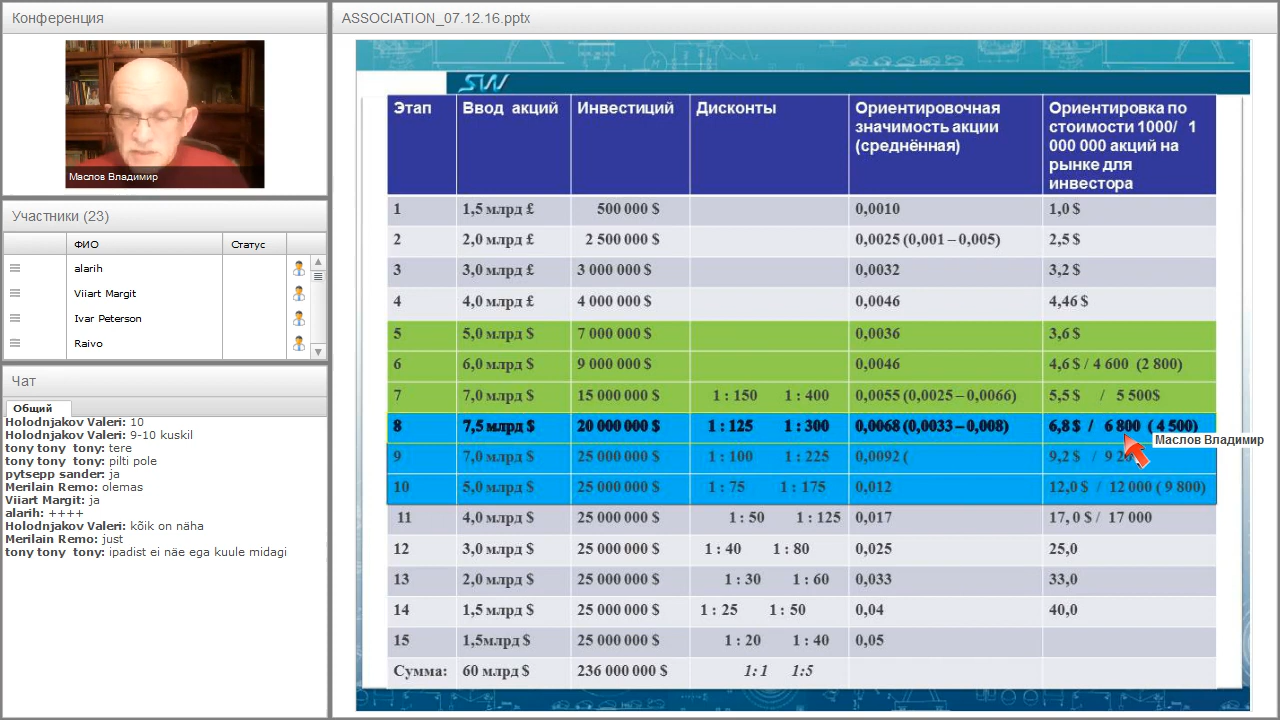 Конференция
Маслов Владимир
Участники (23)
ФИО Статус
alarih
Viiart Margit
Ivar Peterson
Raivo
Чат
Общий
Holodnjakov Valeri: 10
Holodnjakov Valeri: 9-10 kuskil
tony tony tony: tere
tony tony tony: pilti pole
pytsepp sander: ja
Merilain Remo: olemas
Viiart Margit: ja
alarih: ++++
Holodnjakov Valeri: kõik on näha
Merilain Remo: just
tony tony tony: ipadist ei näe ega kuule midagi
ASSOCIATION_07.12.16.pptx
SW
Этап Ввод акций Инвестиций Дисконты Ориентировочная значимость акции (среднённая) Ориентировка по стоимости 1000/ 1 000 000 акций на рынке для инвестора
1 1,5 млрд £ 500 000 $ 0,0010 1,0 $
2 2,0 млрд £ 2 500 000 $ 0,0025 (0,001 – 0,005) 2,5 $
3 3,0 млрд £ 3 000 000 $ 0,0032 3,2 $
4 4,0 млрд £ 4 000 000 $ 0,0046 4,46 $
5 5,0 млрд $ 7 000 000 $ 0,0036 3,6 $
6 6,0 млрд $ 9 000 000 $ 0,0046 4,6 $ / 4 600 (2 800)
7 7,0 млрд $ 15 000 000 $ 1 : 150 1 : 400 0,0055 (0,0025 – 0,0066) 5,5 $ / 5 500$
8 7,5 млрд $ 20 000 000 $ 1 : 125 1 : 300 0,0068 (0,0033 – 0,008) 6,8 $ / 6 800 ( 4 500)
Маслов Владимир
9 7,0 млрд $ 25 000 000 $ 1 : 100 1 : 225 0,0092 ( 9,2 $ /
10 5,0 млрд $ 25 000 000 $ 1 : 75 1 : 175 0,012 12,0 $ / 12 000 ( 9 800)
11 4,0 млрд $ 25 000 000 $ 1 : 50 1 : 125 0,017 17, 0 $ / 17 000
12 3,0 млрд $ 25 000 000 $ 1 : 40 1 : 80 0,025 25,0
13 2,0 млрд $ 25 000 000 $ 1 : 30 1 : 60 0,033 33,0
14 1,5 млрд $ 25 000 000 $ 1 : 25 1 : 50 0,04 40,0
15 1,5млрд $ 25 000 000 $ 1 : 20 1 : 40 0,05
Сумма: 60 млрд $ 236 000 000 $ 1: 1 1:5